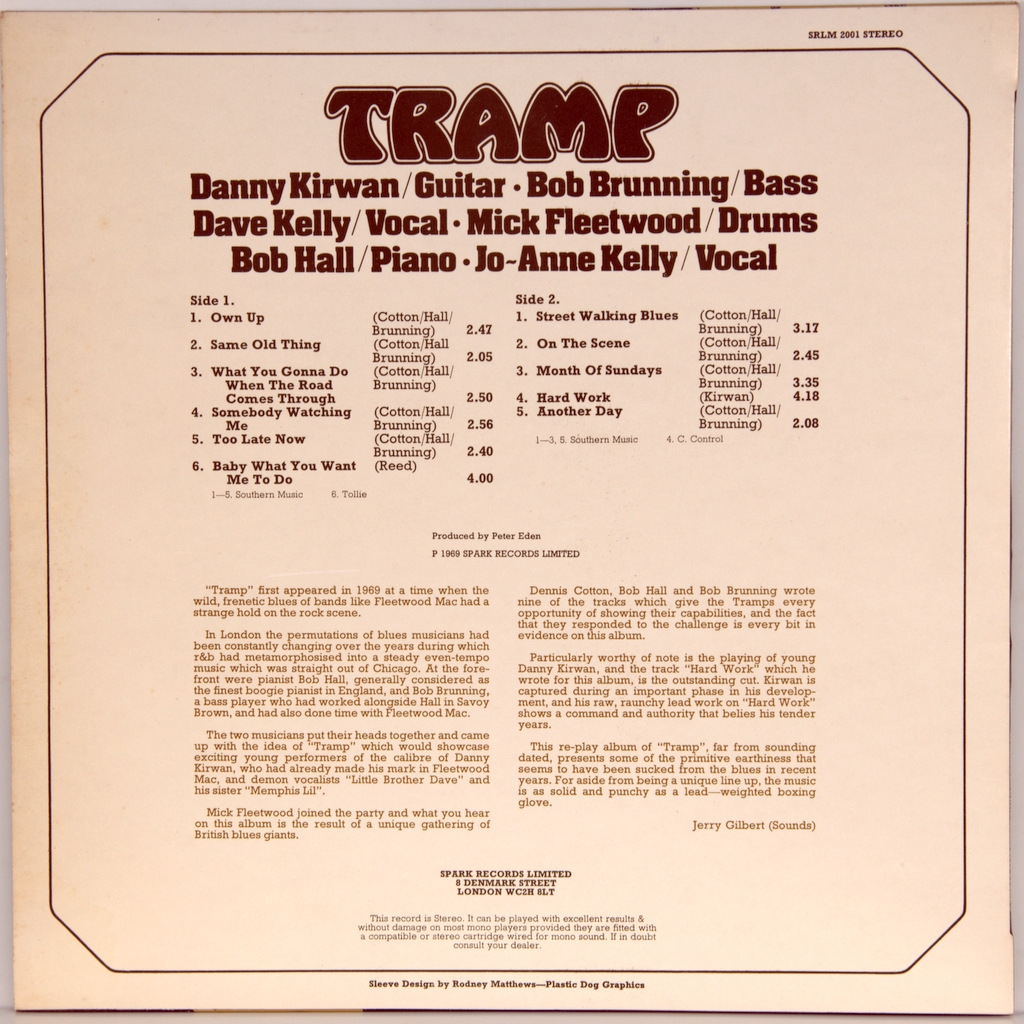 SRLM 2001 STEREO
TRAMP
Danny Kirwan/Guitar · Bob Brunning/Bass
Dave Kelly/Vocal · Mick Fleetwood/Drums
Bob Hall/Piano · Jo~Anne Kelly/Vocal
Side 1.
1. Own Up (Cotton/Hall/
Brunning) 2.47
2. Same Old Thing (Cotton/Hall
Brunning) 2.05
3. What You Gonna Do (Cotton/Hall/
When The Road Brunning)
Comes Through 2.50
4. Somebody Watching (Cotton/Hall/
Me Brunning) 2.56
5. Too Late Now (Cotton/Hall/
Brunning) 2.40
6. Baby What You Want (Reed)
Me To Do 4.00
1—5. Southern Music 6. Tollie
Side 2.
1. Street Walking Blues (Cotton/Hall/
Brunning) 3.17
2. On The Scene (Cotton/Hall/
Brunning) 2.45
3. Month Of Sundays (Cotton/Hall/
Brunning) 3.35
4. Hard Work (Kirwan) 4.18
5. Another Day (Cotton/Hall/
Brunning) 2.08
1—3, 5. Southern Music 4. C. Control
Produced by Peter Eden
P 1969 SPARK RECORDS LIMITED
"Tramp" first appeared in 1969 at a time when the
wild, frenetic blues of bands like Fleetwood Mac had a
strange hold on the rock scene.
In London the permutations of blues musicians had
been constantly changing over the years during which
r&b had metamorphosised into a steady even-tempo
music which was straight out of Chicago. At the fore-
front were pianist Bob Hall, generally considered as
the finest boogie pianist in England, and Bob Brunning,
a bass player who had worked alongside Hall in Savoy
Brown, and had also done time with Fleetwood Mac.
The two musicians put their heads together and came
up with the idea of "Tramp" which would showcase
exciting young performers of the calibre of Danny
Kirwan, who had already made his mark in Fleetwood
Mac, and demon vocalists "Little Brother Dave" and
his sister "Memphis Lil".
Mick Fleetwood joined the party and what you hear
on this album is the result of a unique gathering of
British blues giants.
Dennis Cotton, Bob Hall and Bob Brunning wrote
nine of the tracks which give the Tramps every
opportunity of showing their capabilities, and the fact
that they responded to the challenge is every bit in
evidence on this album.
Particularly worthy of note is the playing of young
Danny Kirwan, and the track "Hard Work" which he
wrote for this album, is the outstanding cut. Kirwan is
captured during an important phase in his develop-
ment, and his raw, raunchy lead work on "Hard Work"
shows a command and authority that belies his tender
years.
This re-play album of "Tramp", far from sounding
dated, presents some of the primitive earthiness that
seems to have been sucked from the blues in recent
years. For aside from being a unique line up, the music
is as solid and punchy as a lead—weighted boxing
glove.
Jerry Gilbert (Sounds)
SPARK RECORDS LIMITED
8 DENMARK STREET
LONDON WC2H 8LT
This record is Stereo. It can be played with excellent results &
without damage on most mono players provided they are fitted with
a compatible or stereo cartridge wired for mono sound. If in doubt
consult your dealer.
Sleeve Design by Rodney Matthews—Plastic Dog Graphics